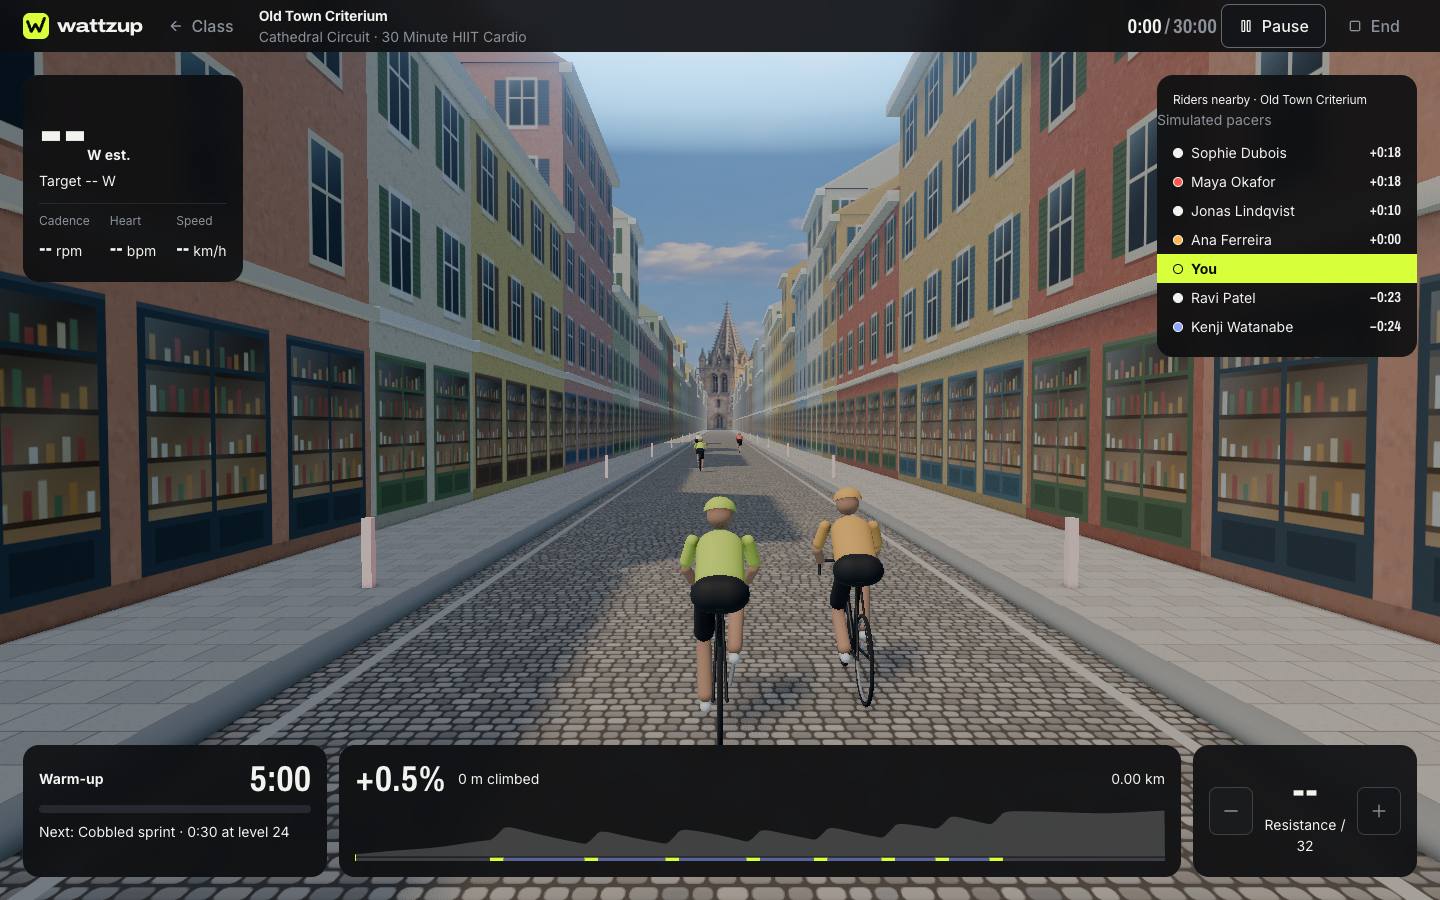 wattzup
Class
Old Town Criterium
Cathedral Circuit · 30 Minute HIIT Cardio
0:00 / 30:00
Pause
End
--
W est.
Target -- W
Cadence Heart Speed
-- rpm -- bpm -- km/h
Riders nearby · Old Town Criterium
Simulated pacers
Sophie Dubois +0:18
Maya Okafor +0:18
Jonas Lindqvist +0:10
Ana Ferreira +0:00
You
Ravi Patel −0:23
Kenji Watanabe −0:24
Warm-up 5:00
Next: Cobbled sprint · 0:30 at level 24
+0.5% 0 m climbed 0.00 km
--
Resistance /
32